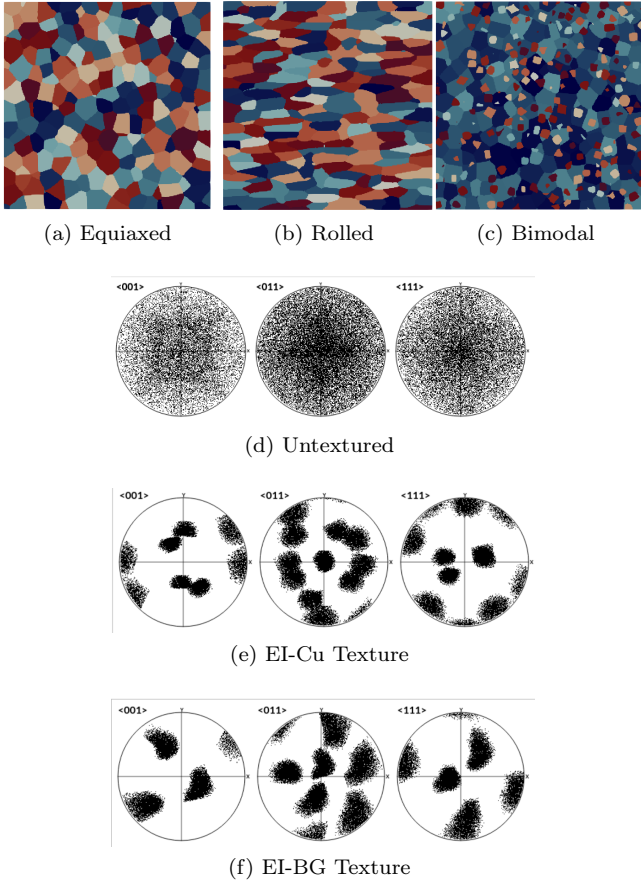 (a) Equiaxed
(b) Rolled
(c) Bimodal
<001> Y X
<011> Y X
<111> Y X
(d) Untextured
<001> Y X
<011> Y X
<111> Y X
(e) EI-Cu Texture
<001> Y X
<011> Y X
<111> Y X
(f) EI-BG Texture